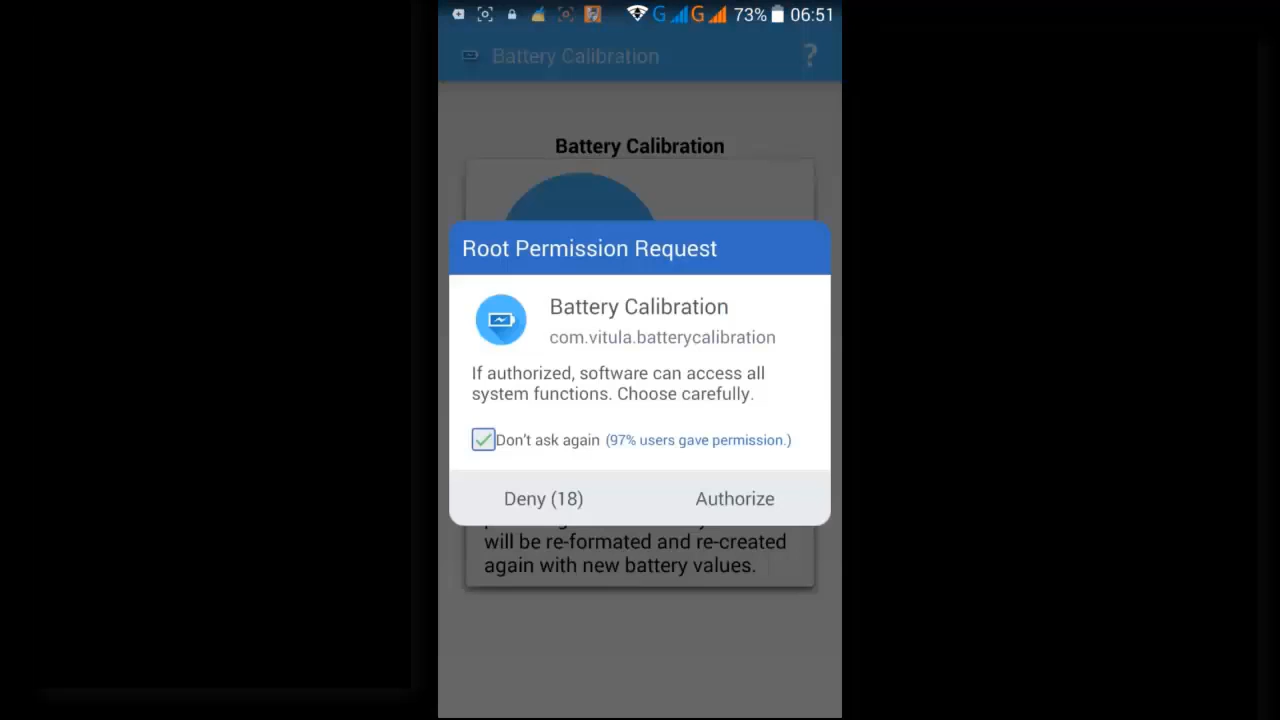 G G 73% 06:51
Battery Calibration ?
Battery Calibration
Root Permission Request
Battery Calibration
com.vitula.batterycalibration
If authorized, software can access all
system functions. Choose carefully.
Don't ask again (97% users gave permission.)
Deny (18) Authorize
will be re-formated and re-created
again with new battery values.